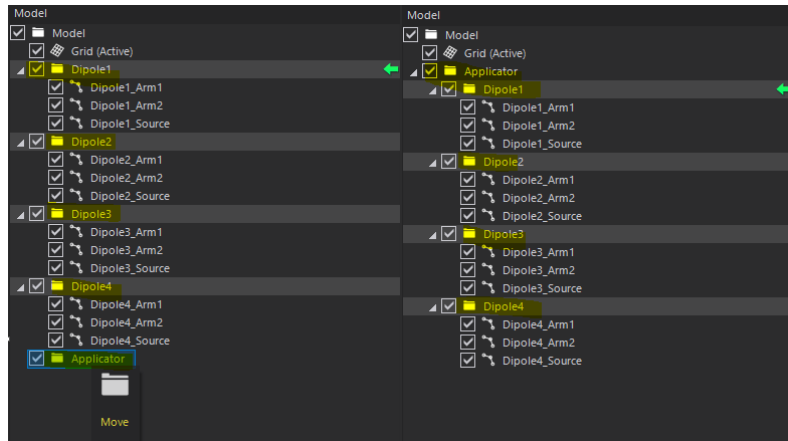 Model
Model
Grid (Active)
Dipole1
Dipole1_Arm1
Dipole1_Arm2
Dipole1_Source
Dipole2
Dipole2_Arm1
Dipole2_Arm2
Dipole2_Source
Dipole3
Dipole3_Arm1
Dipole3_Arm2
Dipole3_Source
Dipole4
Dipole4_Arm1
Dipole4_Arm2
Dipole4_Source
Applicator
Move
Model
Model
Grid (Active)
Applicator
Dipole1
Dipole1_Arm1
Dipole1_Arm2
Dipole1_Source
Dipole2
Dipole2_Arm1
Dipole2_Arm2
Dipole2_Source
Dipole3
Dipole3_Arm1
Dipole3_Arm2
Dipole3_Source
Dipole4
Dipole4_Arm1
Dipole4_Arm2
Dipole4_Source